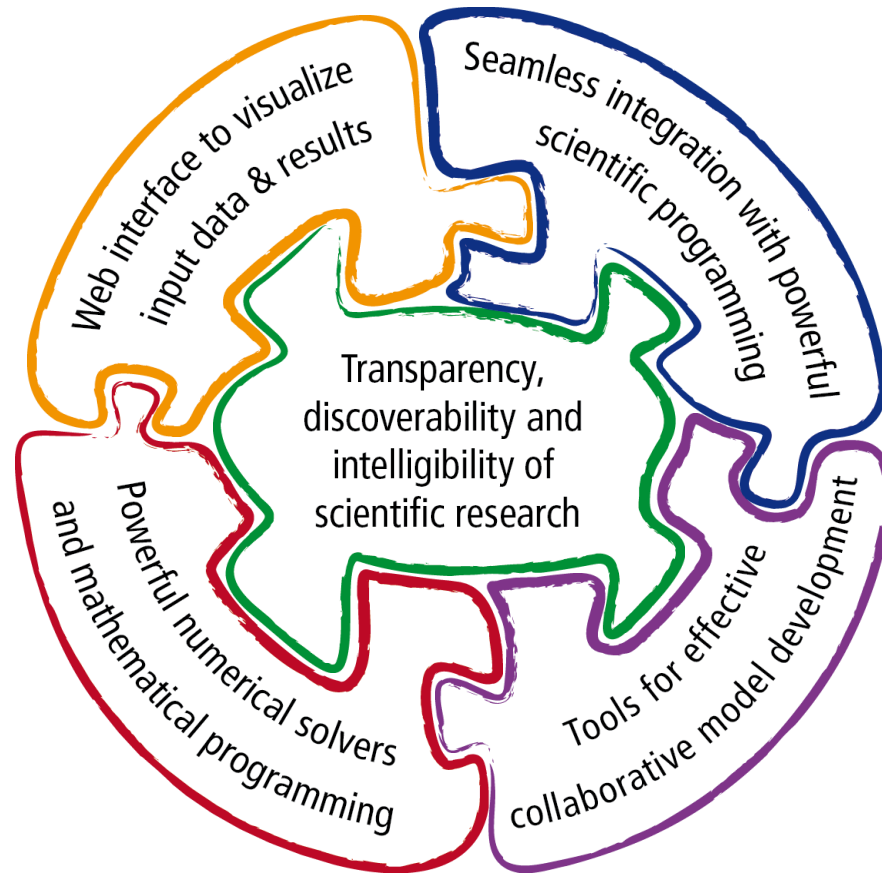 Web interface to visualize
input data & results
Seamless integration with powerful
scientific programming
Transparency,
discoverability and
intelligibility of
scientific research
Powerful numerical solvers
and mathematical programming
Tools for effective
collaborative model development